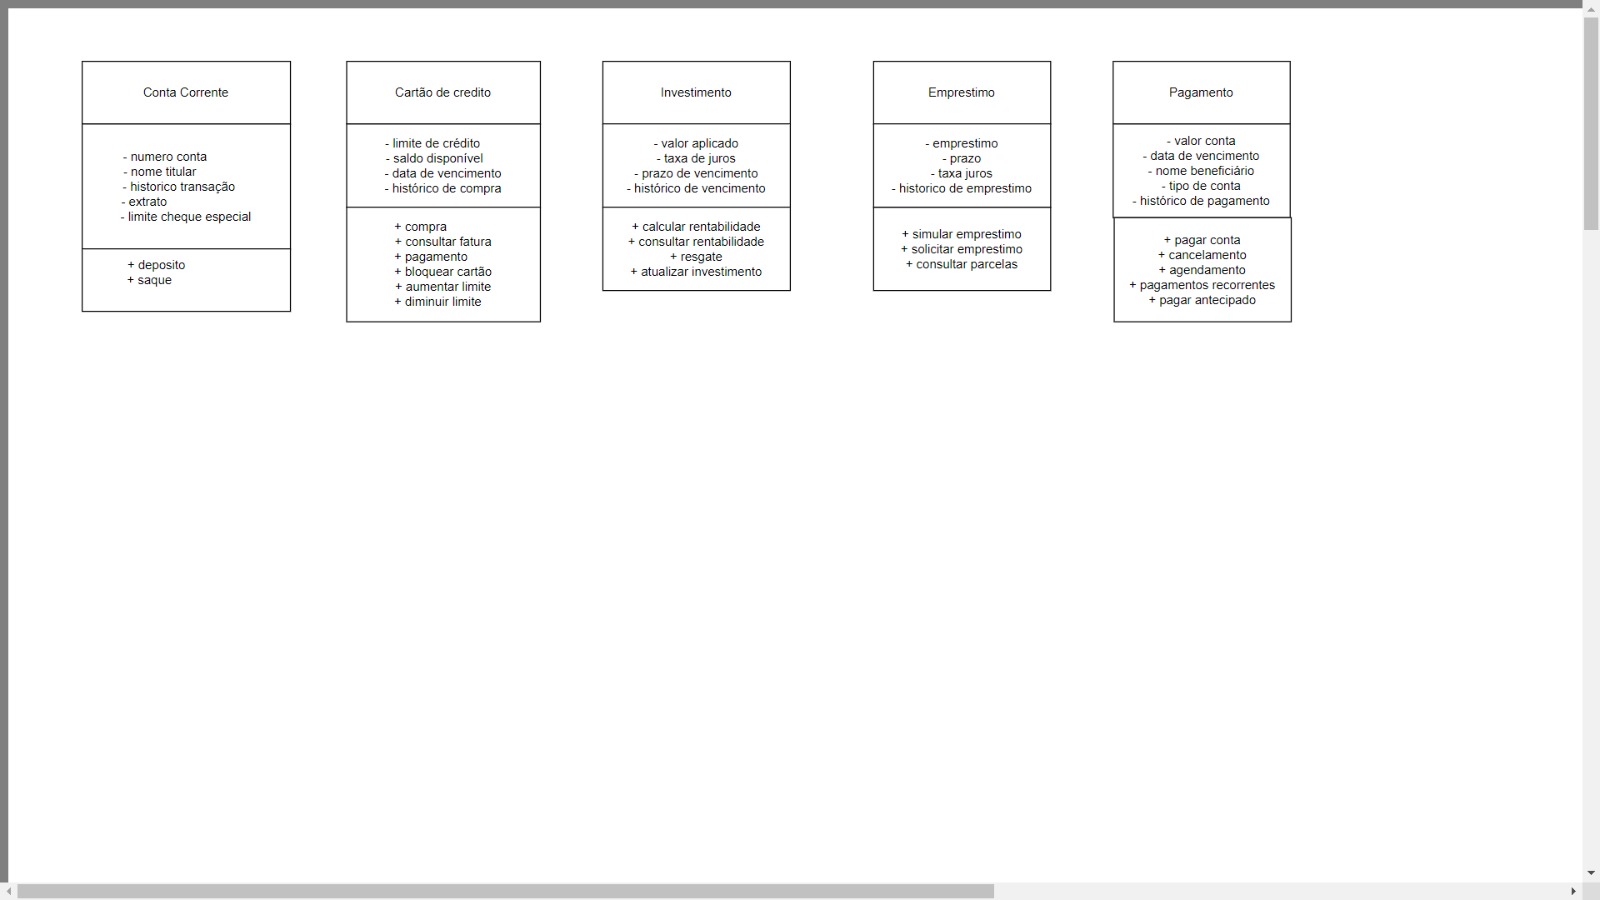 Conta Corrente
- numero conta
- nome titular
- historico transação
- extrato
- limite cheque especial
+ deposito
+ saque
Cartão de credito
- limite de crédito
- saldo disponível
- data de vencimento
- histórico de compra
+ compra
+ consultar fatura
+ pagamento
+ bloquear cartão
+ aumentar limite
+ diminuir limite
Investimento
- valor aplicado
- taxa de juros
- prazo de vencimento
- histórico de vencimento
+ calcular rentabilidade
+ consultar rentabilidade
+ resgate
+ atualizar investimento
Emprestimo
- emprestimo
- prazo
- taxa juros
- historico de emprestimo
+ simular emprestimo
+ solicitar emprestimo
+ consultar parcelas
Pagamento
- valor conta
- data de vencimento
- nome beneficiário
- tipo de conta
- histórico de pagamento
+ pagar conta
+ cancelamento
+ agendamento
+ pagamentos recorrentes
+ pagar antecipado